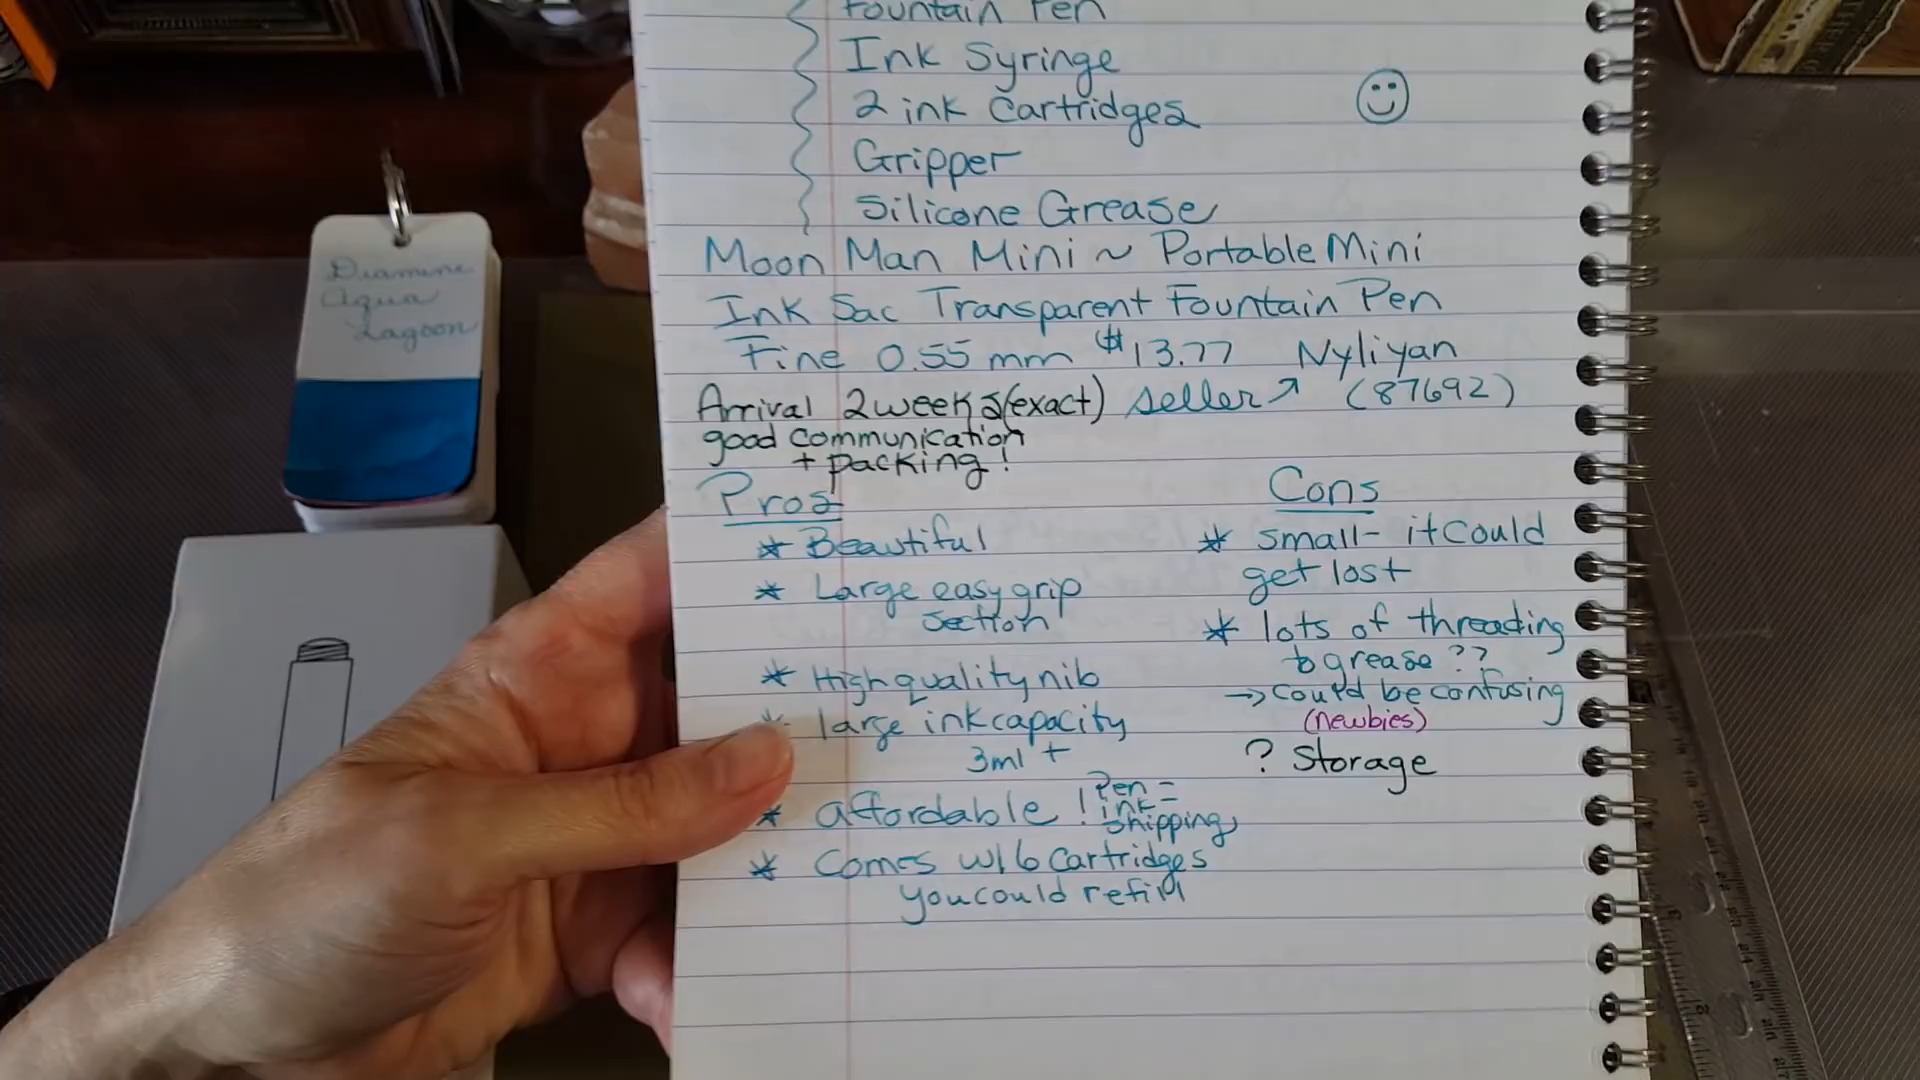 Fountain Pen
Ink Syringe
2 ink Cartridges
Gripper
Silicone Grease
Moon Man Mini ~ Portable Mini
Ink Sac Transparent Fountain Pen
Fine 0.55 mm $13.77 Nyliyan
Arrival 2 weeks (exact) seller↗ (87692)
good communication
+ packing!
Pros
* Beautiful
* Large easy grip
section
* High quality nib
* large ink capacity
3ml +
* affordable! Pen =
ink =
shipping
* Comes w/ 6 Cartridges
you could refill
Cons
* small - it could
get lost
* lots of threading
to grease ??
→ could be confusing
(newbies)
? Storage
Diamine
Aqua
Lagoon